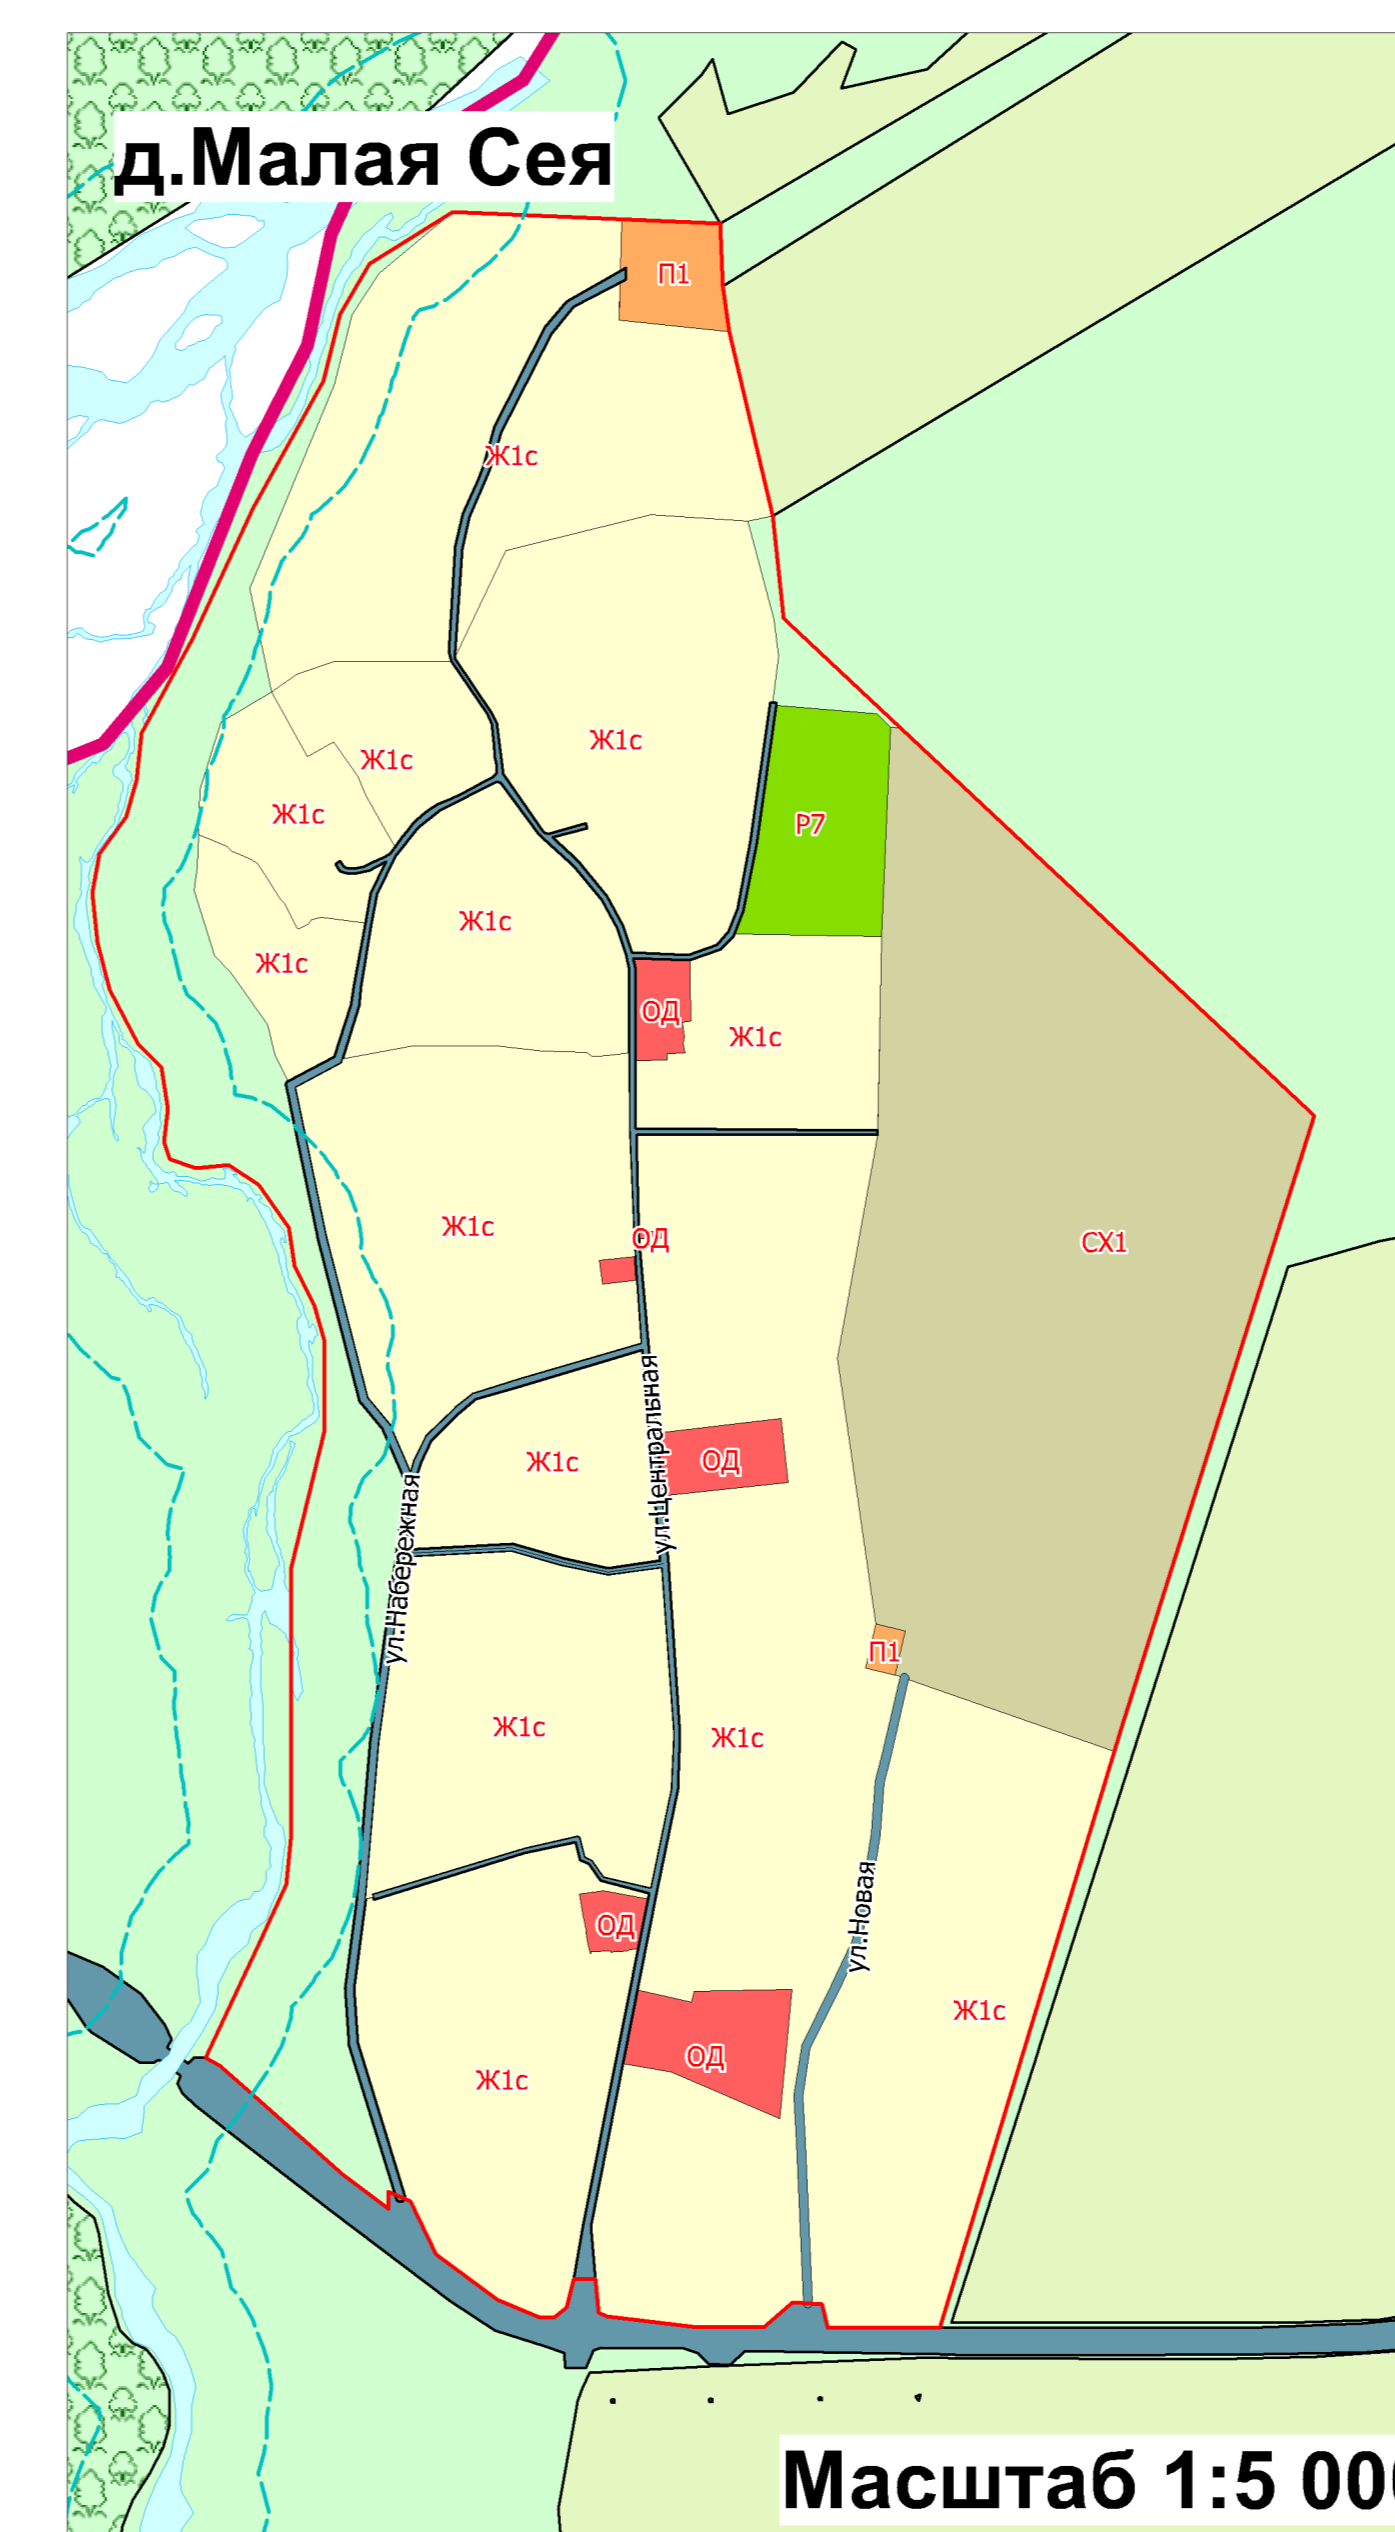 д.Малая Сея
П1
Ж1с
Ж1с
Ж1с
Ж1с
Р7
Ж1с
Ж1с
ОД
Ж1с
Ж1с
ОД
СХ1
ул.Центральная
Ж1с
ОД
ул.Набережная
П1
Ж1с
Ж1с
ул.Новая
ОД
Ж1с
ОД
Ж1с
Масштаб 1:5 00